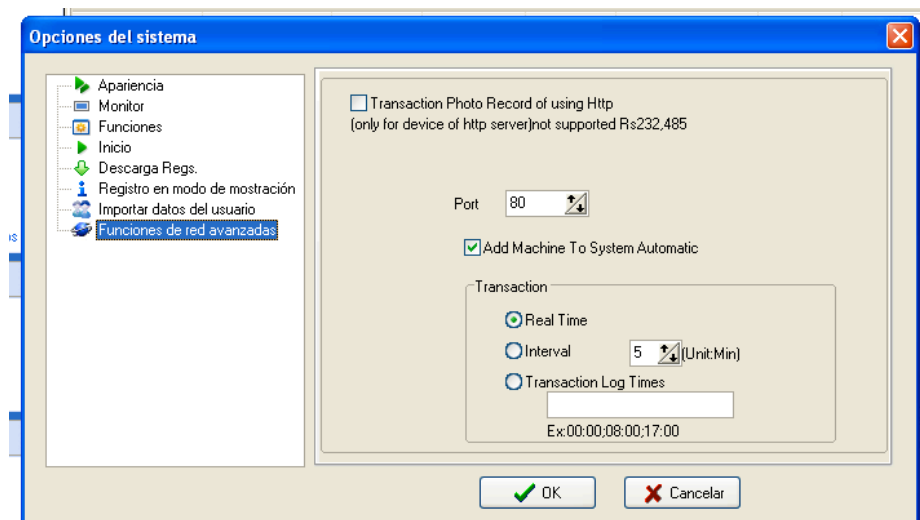 Opciones del sistema
Apariencia
Monitor
Funciones
Inicio
Descarga Regs.
Registro en modo de mostración
Importar datos del usuario
Funciones de red avanzadas
Transaction Photo Record of using Http
(only for device of http server)not supported Rs232,485
Port 80
Add Machine To System Automatic
Transaction
Real Time
Interval 5 (Unit:Min)
Transaction Log Times
Ex:00:00;08:00;17:00
OK Cancelar
os